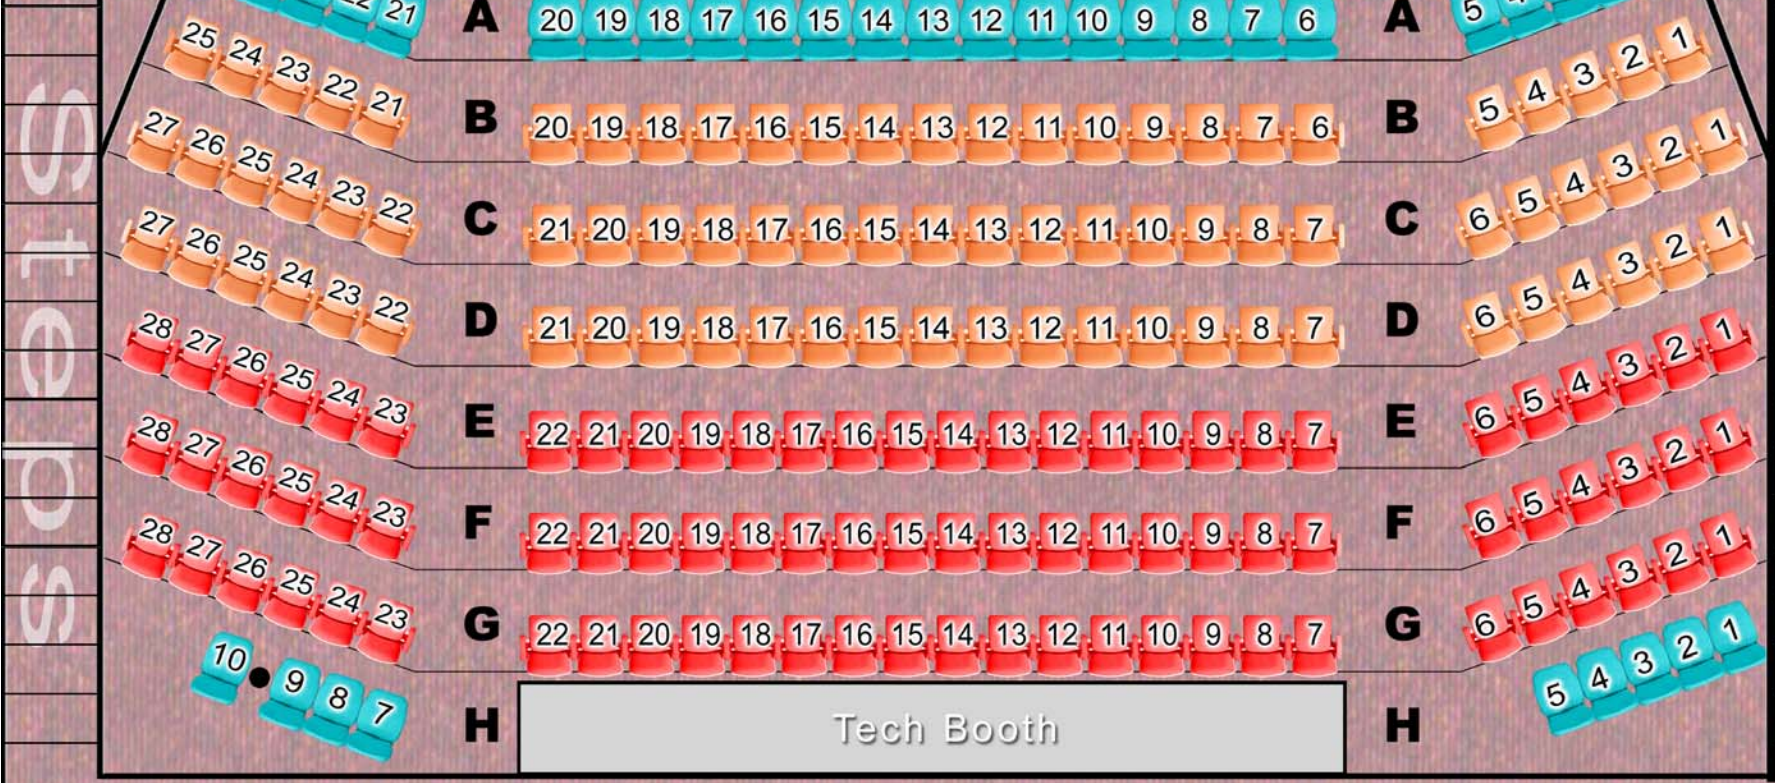 22 21 A 20 19 18 17 16 15 14 13 12 11 10 9 8 7 6 A 5 4
25 24 23 22 21 B 20 19 18 17 16 15 14 13 12 11 10 9 8 7 6 B 5 4 3 2 1
27 26 25 24 23 22 C 21 20 19 18 17 16 15 14 13 12 11 10 9 8 7 C 6 5 4 3 2 1
27 26 25 24 23 22 D 21 20 19 18 17 16 15 14 13 12 11 10 9 8 7 D 6 5 4 3 2 1
28 27 26 25 24 23 E 22 21 20 19 18 17 16 15 14 13 12 11 10 9 8 7 E 6 5 4 3 2 1
28 27 26 25 24 23 F 22 21 20 19 18 17 16 15 14 13 12 11 10 9 8 7 F 6 5 4 3 2 1
28 27 26 25 24 23 G 22 21 20 19 18 17 16 15 14 13 12 11 10 9 8 7 G 6 5 4 3 2 1
10 9 8 7 H Tech Booth H 5 4 3 2 1
Steps